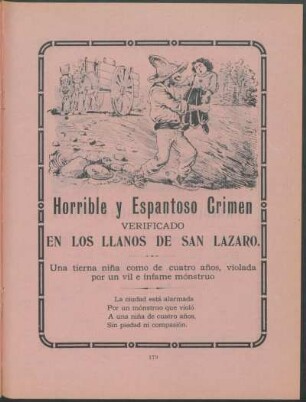 Horrible y Espantoso Crimen
VERIFICADO
EN LOS LLANOS DE SAN LAZARO.
Una tierna niña como de cuatro años, violada
por un vil e infame mónstruo
La ciudad está alarmada
Por un mónstruo que violó
A una niña de cuatro años,
Sin piedad ni compasión.
179